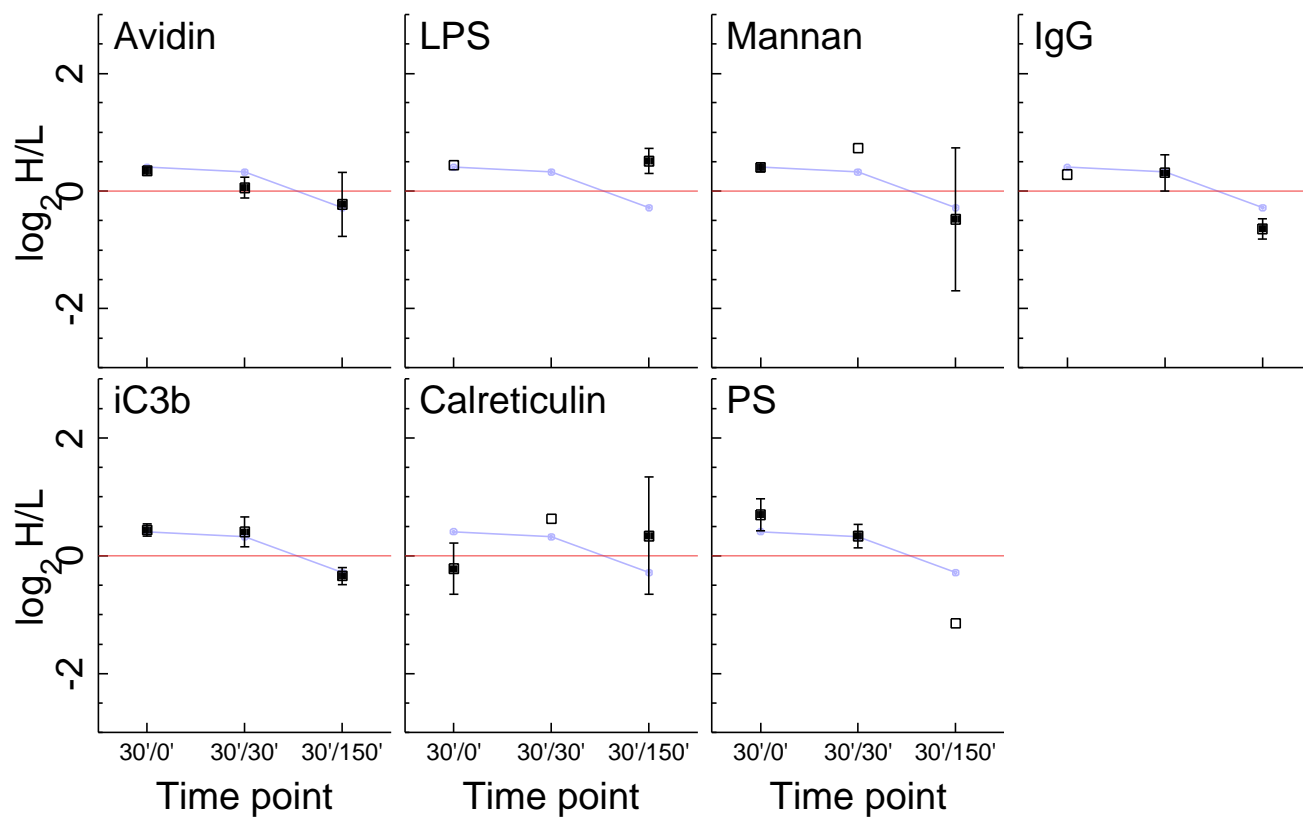 Avidin
LPS
Mannan
IgG
log2 H/L
2
0
-2
iC3b
Calreticulin
PS
log2 H/L
2
0
-2
30'/0' 30'/30' 30'/150'
30'/0' 30'/30' 30'/150'
30'/0' 30'/30' 30'/150'
Time point
Time point
Time point